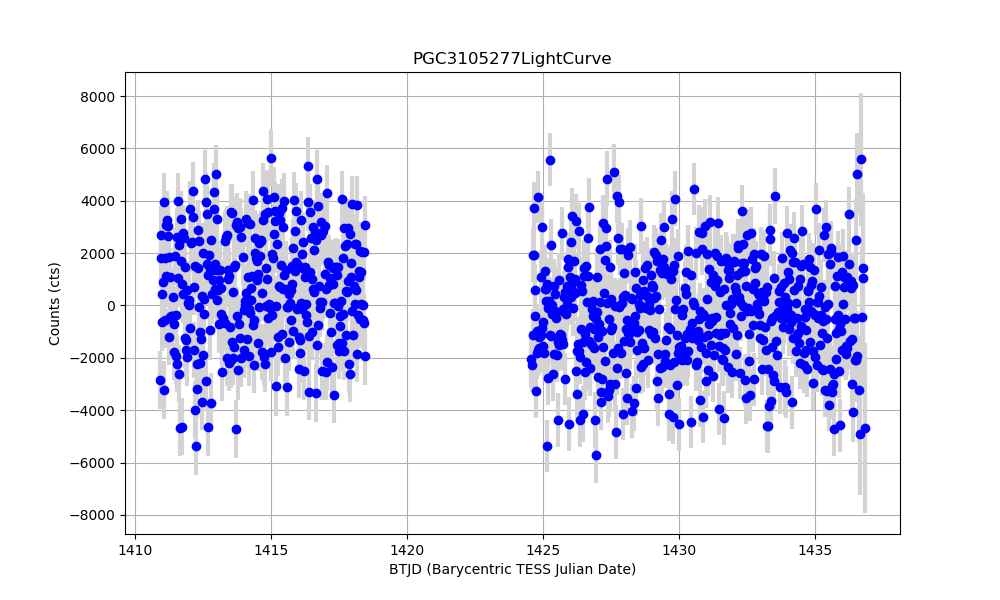 PGC3105277LightCurve
8000
6000
4000
2000
0
−2000
−4000
−6000
−8000
Counts (cts)
1410 1415 1420 1425 1430 1435
BTJD (Barycentric TESS Julian Date)